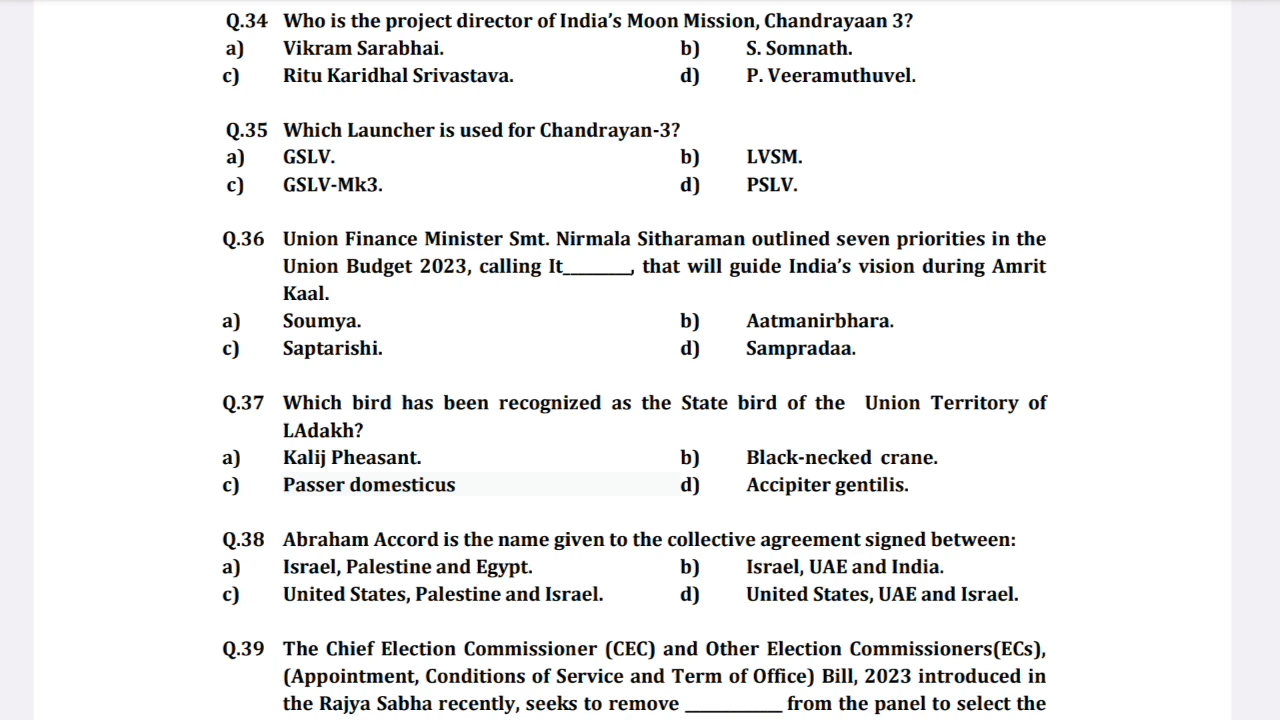 Q.34 Who is the project director of India's Moon Mission, Chandrayaan 3?
a) Vikram Sarabhai. b) S. Somnath.
c) Ritu Karidhal Srivastava. d) P. Veeramuthuvel.
Q.35 Which Launcher is used for Chandrayan-3?
a) GSLV. b) LVSM.
c) GSLV-Mk3. d) PSLV.
Q.36 Union Finance Minister Smt. Nirmala Sitharaman outlined seven priorities in the
Union Budget 2023, calling It________, that will guide India's vision during Amrit
Kaal.
a) Soumya. b) Aatmanirbhara.
c) Saptarishi. d) Sampradaa.
Q.37 Which bird has been recognized as the State bird of the Union Territory of
LAdakh?
a) Kalij Pheasant. b) Black-necked crane.
c) Passer domesticus d) Accipiter gentilis.
Q.38 Abraham Accord is the name given to the collective agreement signed between:
a) Israel, Palestine and Egypt. b) Israel, UAE and India.
c) United States, Palestine and Israel. d) United States, UAE and Israel.
Q.39 The Chief Election Commissioner (CEC) and Other Election Commissioners(ECs),
(Appointment, Conditions of Service and Term of Office) Bill, 2023 introduced in
the Rajya Sabha recently, seeks to remove ___________ from the panel to select the